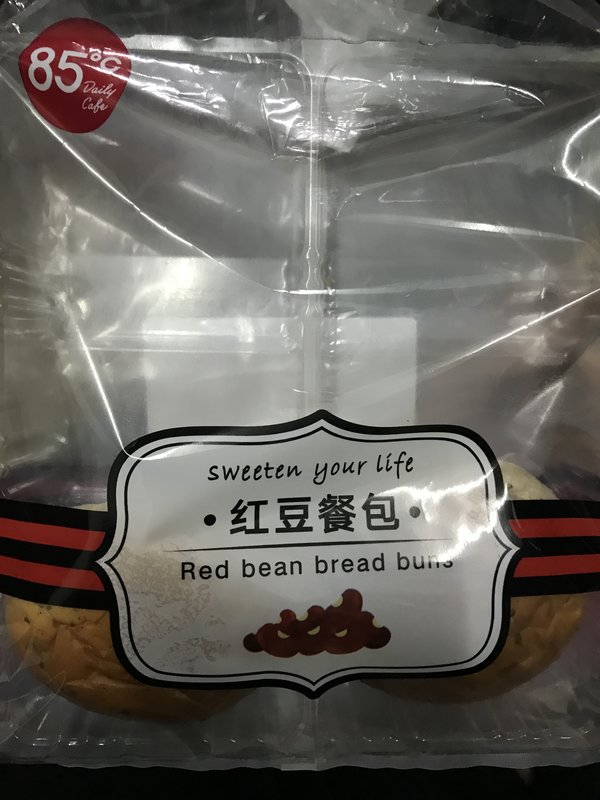 85°C
Daily
Cafe
sweeten your life
•红豆餐包•
Red bean bread buns